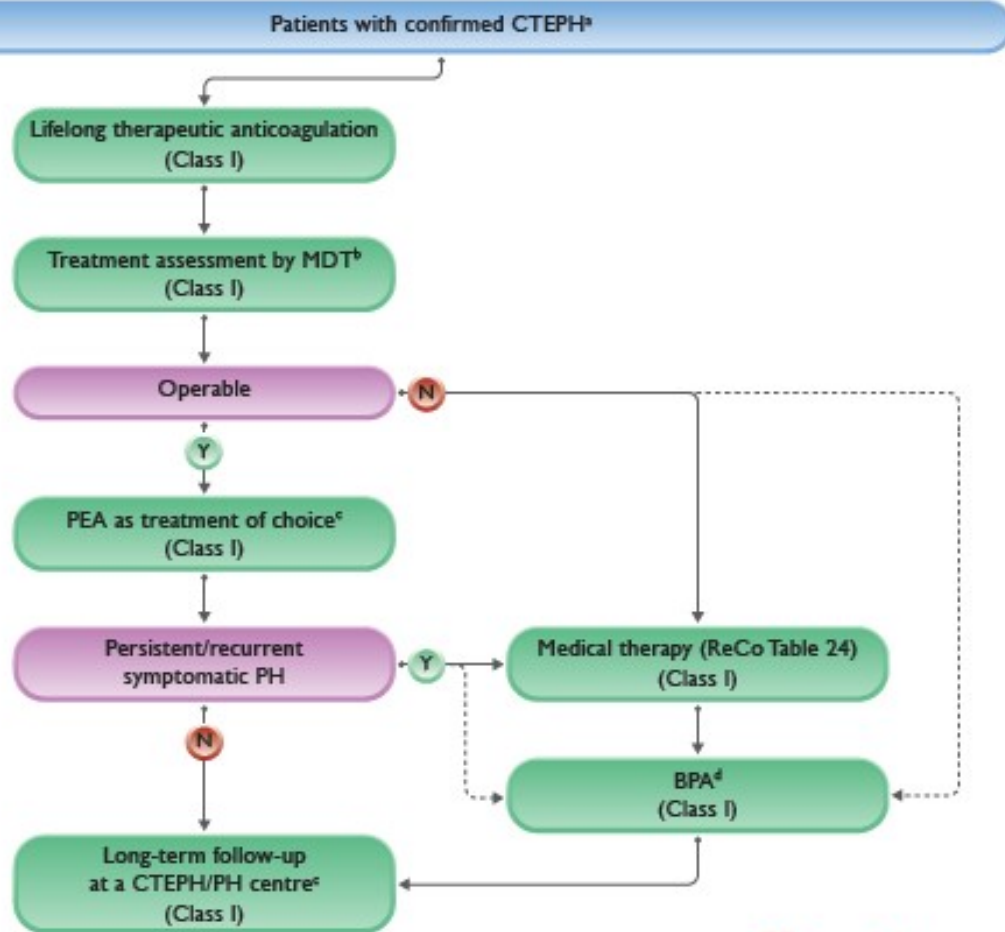 Patients with confirmed CTEPHᵃ
Lifelong therapeutic anticoagulation
(Class I)
Treatment assessment by MDTᵇ
(Class I)
Operable
N
Y
PEA as treatment of choiceᶜ
(Class I)
Persistent/recurrent
symptomatic PH
Y
Medical therapy (ReCo Table 24)
(Class I)
N
BPAᵈ
(Class I)
Long-term follow-up
at a CTEPH/PH centreᵉ
(Class I)